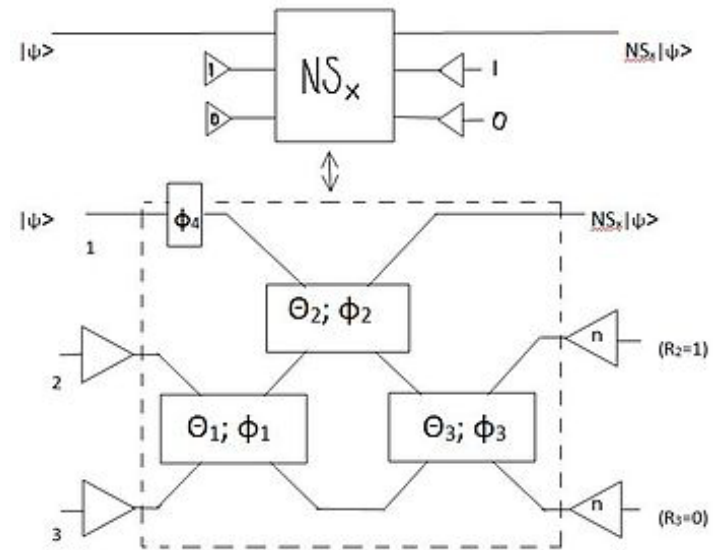 |ψ>
1
0
NSx
1
0
NSx|ψ>
|ψ>
ϕ4
NSx|ψ>
1
Θ2; ϕ2
n
(R2=1)
2
Θ1; ϕ1
Θ3; ϕ3
n
(R3=0)
3